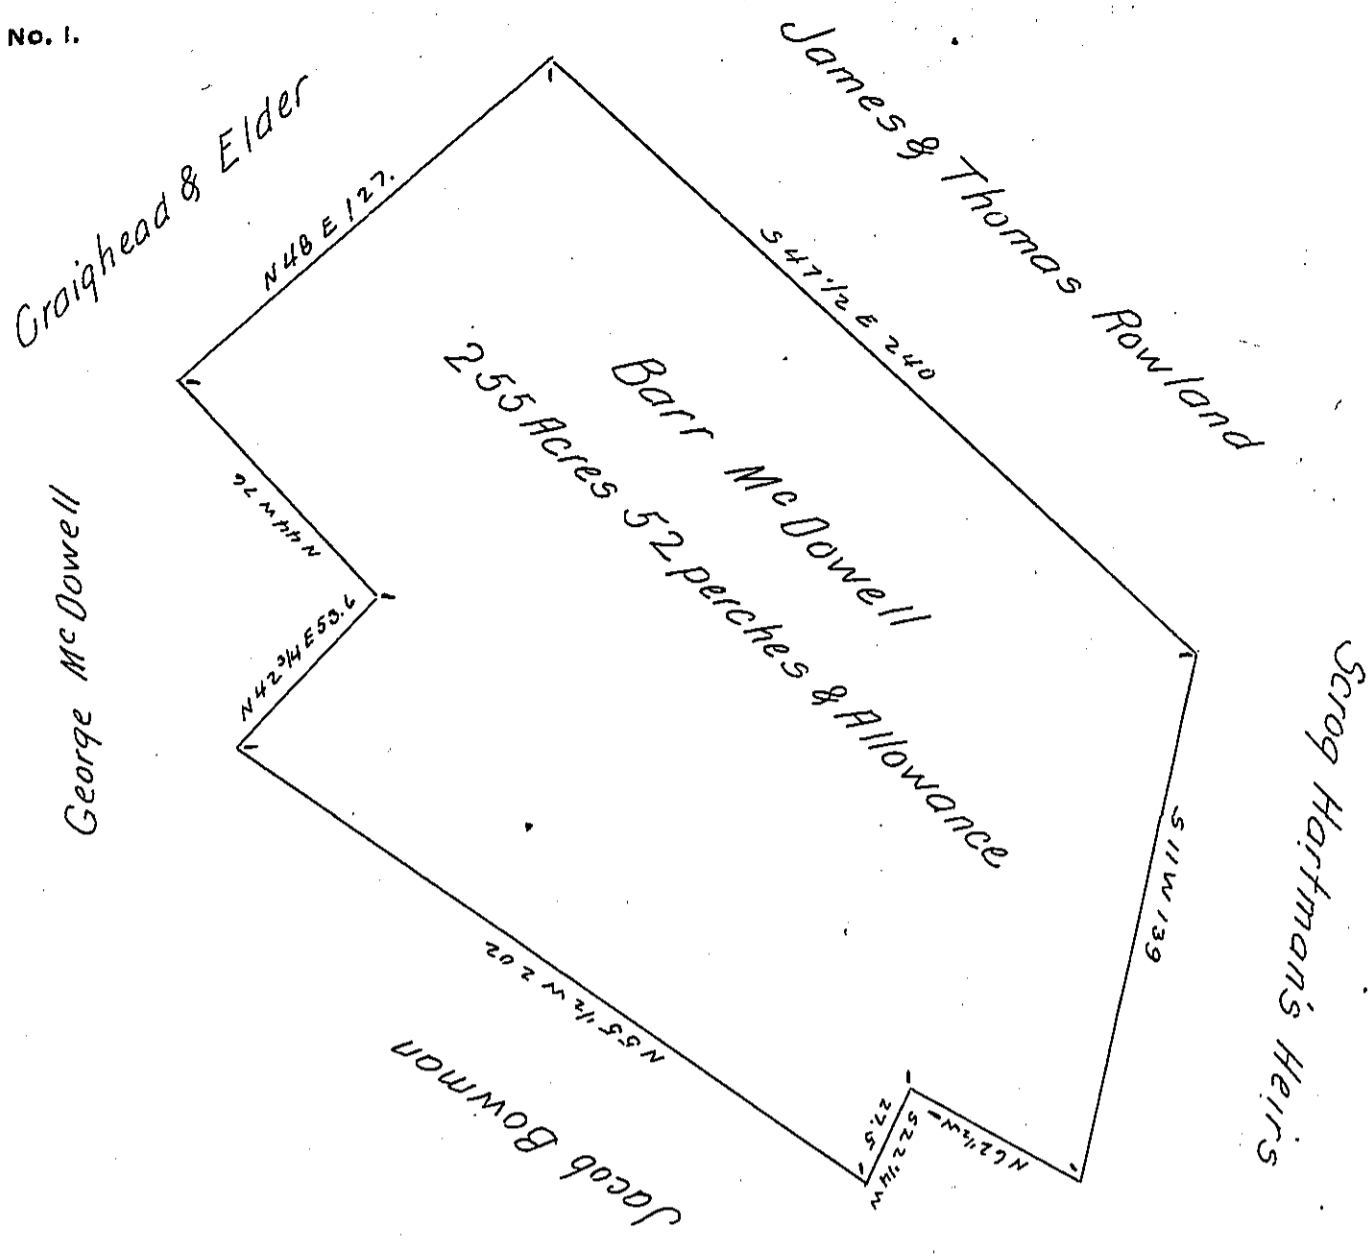 No. 1.
Craighead & Elder
James & Thomas Rowland
N 48 E 127.
S 47 1/2 E 240
Barr McDowell
255 Acres 52 perches & Allowance
N 44 W 76
George McDowell
N 42 3/4 E 53.6
Scrog Hartman's Heirs
S 11 W 139
N 55 1/2 W 202
Jacob Bowman
27.5
S 22 1/4 W
N 62 1/2 W